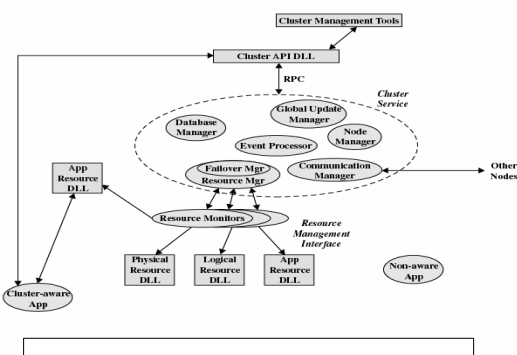 Cluster Management Tools
Cluster API DLL
RPC
Cluster
Service
Global Update
Manager
Database
Manager
Node
Manager
Event Processor
Failover Mgr
Resource Mgr
Communication
Manager
Other
Nodes
App
Resource
DLL
Resource Monitors
Resource
Management
Interface
Physical
Resource
DLL
Logical
Resource
DLL
App
Resource
DLL
Non-aware
App
Cluster-aware
App